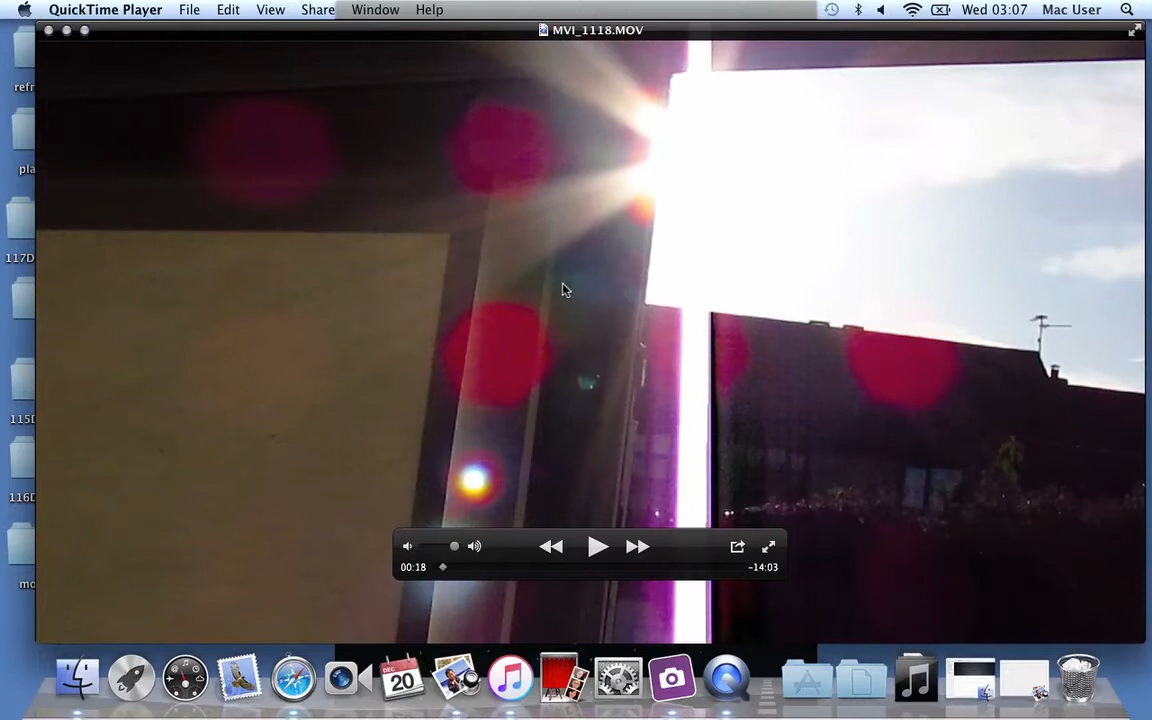 QuickTime Player File Edit View Share Window Help Wed 03:07 Mac User
MVI_1118.MOV
refr
pla
117D
115D
116D
mo
00:18 -14:03
DEC
20